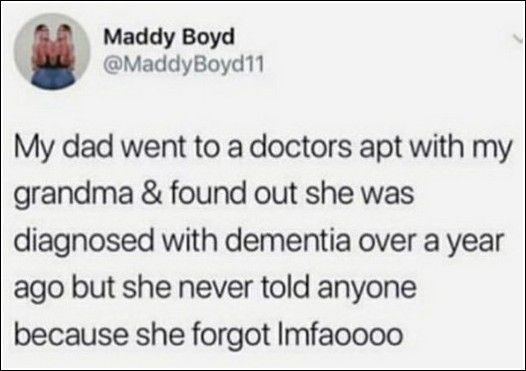 Maddy Boyd
@MaddyBoyd11
My dad went to a doctors apt with my
grandma & found out she was
diagnosed with dementia over a year
ago but she never told anyone
because she forgot lmfaoooo